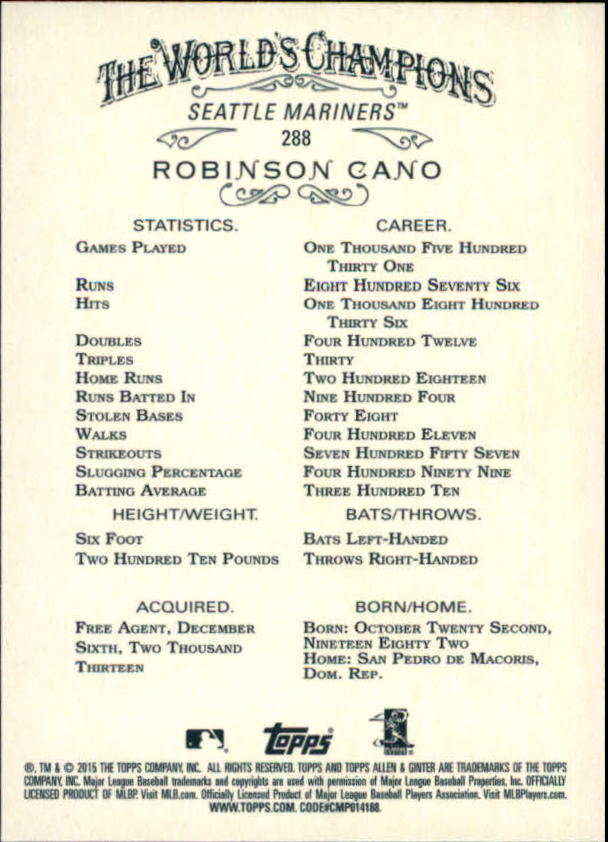 THE WORLD'S CHAMPIONS
SEATTLE MARINERS™
288
ROBINSON CANO
STATISTICS. CAREER.
GAMES PLAYED ONE THOUSAND FIVE HUNDRED
THIRTY ONE
RUNS EIGHT HUNDRED SEVENTY SIX
HITS ONE THOUSAND EIGHT HUNDRED
THIRTY SIX
DOUBLES FOUR HUNDRED TWELVE
TRIPLES THIRTY
HOME RUNS TWO HUNDRED EIGHTEEN
RUNS BATTED IN NINE HUNDRED FOUR
STOLEN BASES FORTY EIGHT
WALKS FOUR HUNDRED ELEVEN
STRIKEOUTS SEVEN HUNDRED FIFTY SEVEN
SLUGGING PERCENTAGE FOUR HUNDRED NINETY NINE
BATTING AVERAGE THREE HUNDRED TEN
HEIGHT/WEIGHT. BATS/THROWS.
SIX FOOT BATS LEFT-HANDED
TWO HUNDRED TEN POUNDS THROWS RIGHT-HANDED
ACQUIRED.
FREE AGENT, DECEMBER
SIXTH, TWO THOUSAND
THIRTEEN
BORN/HOME.
BORN: OCTOBER TWENTY SECOND,
NINETEEN EIGHTY TWO
HOME: SAN PEDRO DE MACORIS,
DOM. REP.
topps
®, TM & © 2015 THE TOPPS COMPANY, INC. ALL RIGHTS RESERVED. TOPPS AND TOPPS ALLEN & GINTER ARE TRADEMARKS OF THE TOPPS
COMPANY, INC. Major League Baseball trademarks and copyrights are used with permission of Major League Baseball Properties, Inc. OFFICIALLY
LICENSED PRODUCT OF MLBP. Visit MLB.com. Officially Licensed Product of Major League Baseball Players Association. Visit MLBPlayers.com.
WWW.TOPPS.COM. CODE#CMP014188.